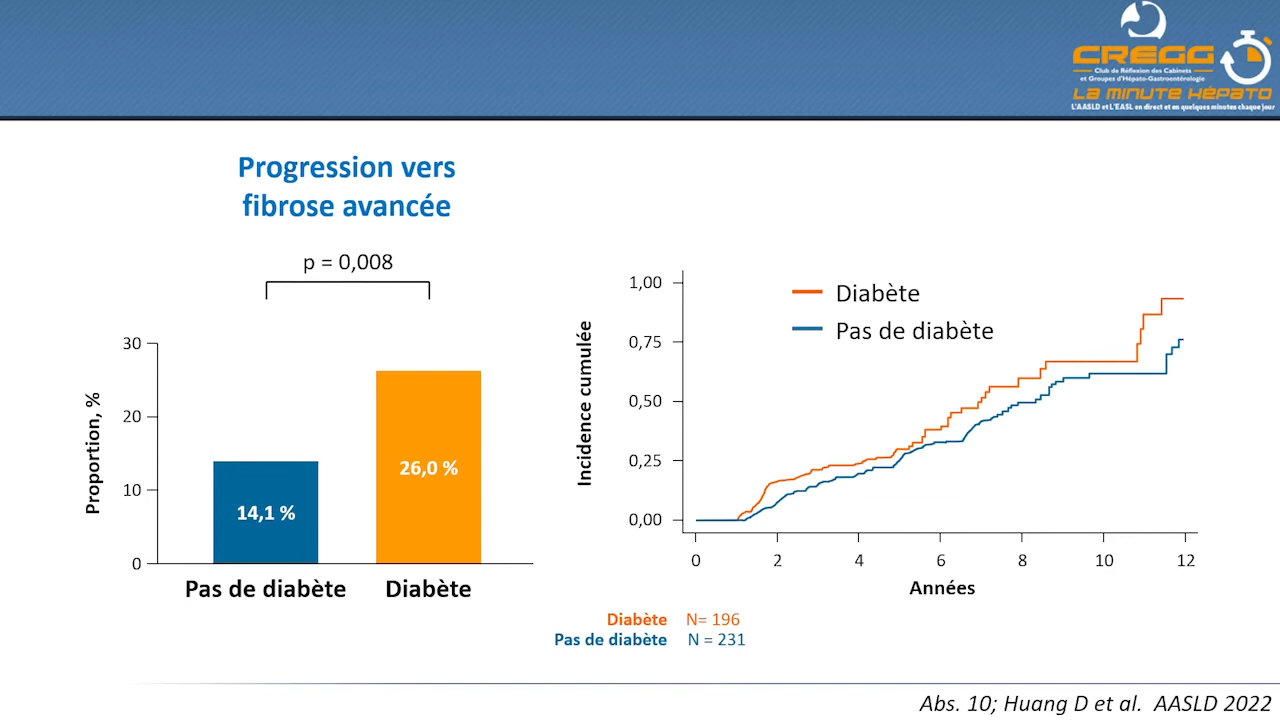 CREGG
Club de Réflexion des Cabinets
et Groupes d'Hépato-Gastroentérologie
LA MINUTE HÉPATO
L'AASLD et L'EASL en direct et en quelques minutes chaque jour
Progression vers
fibrose avancée
p = 0,008
30
20
10
0
Proportion, %
14,1 %
26,0 %
Pas de diabète
Diabète
1,00
0,75
0,50
0,25
0,00
Incidence cumulée
Diabète
Pas de diabète
0 2 4 6 8 10 12
Années
Diabète N= 196
Pas de diabète N = 231
Abs. 10; Huang D et al. AASLD 2022